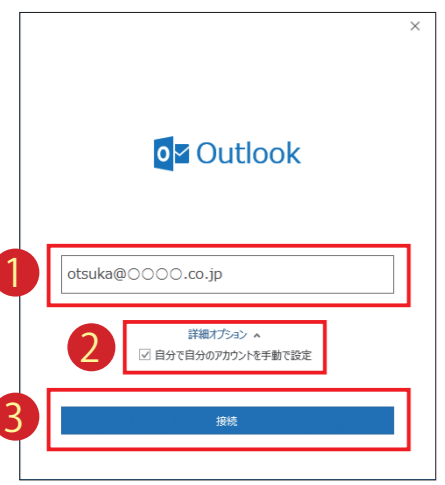 ×
Outlook
1
otsuka@○○○○.co.jp
2
詳細オプション ^
自分で自分のアカウントを手動で設定
3
接続